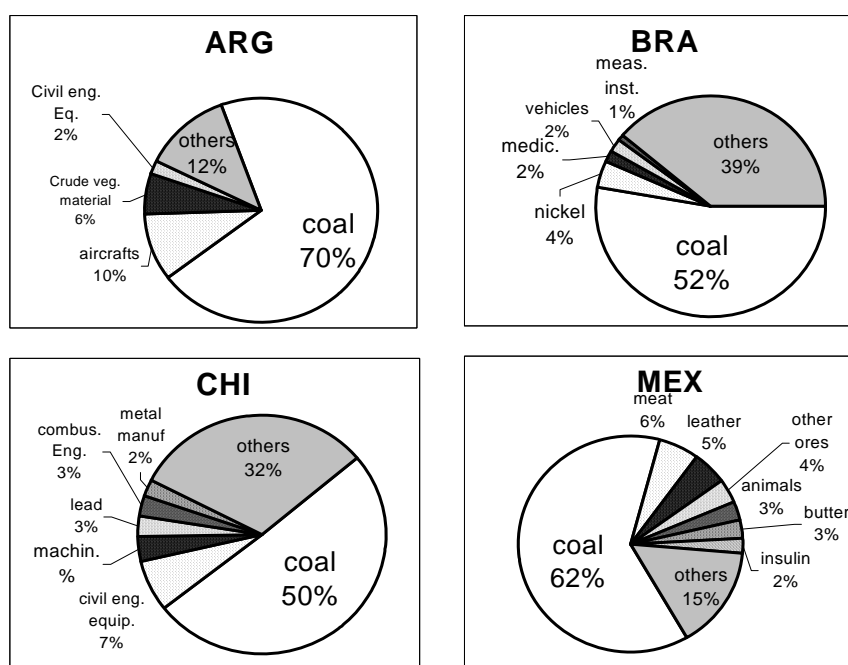 ARG
Civil eng.
Eq.
2%
others
12%
Crude veg.
material
6%
aircrafts
10%
coal
70%
BRA
meas.
inst.
1%
vehicles
2%
medic.
2%
nickel
4%
others
39%
coal
52%
CHI
metal
manuf
2%
combus.
Eng.
3%
lead
3%
machin.
%
civil eng.
equip.
7%
others
32%
coal
50%
MEX
meat
6%
leather
5%
other
ores
4%
animals
3%
butter
3%
insulin
2%
others
15%
coal
62%